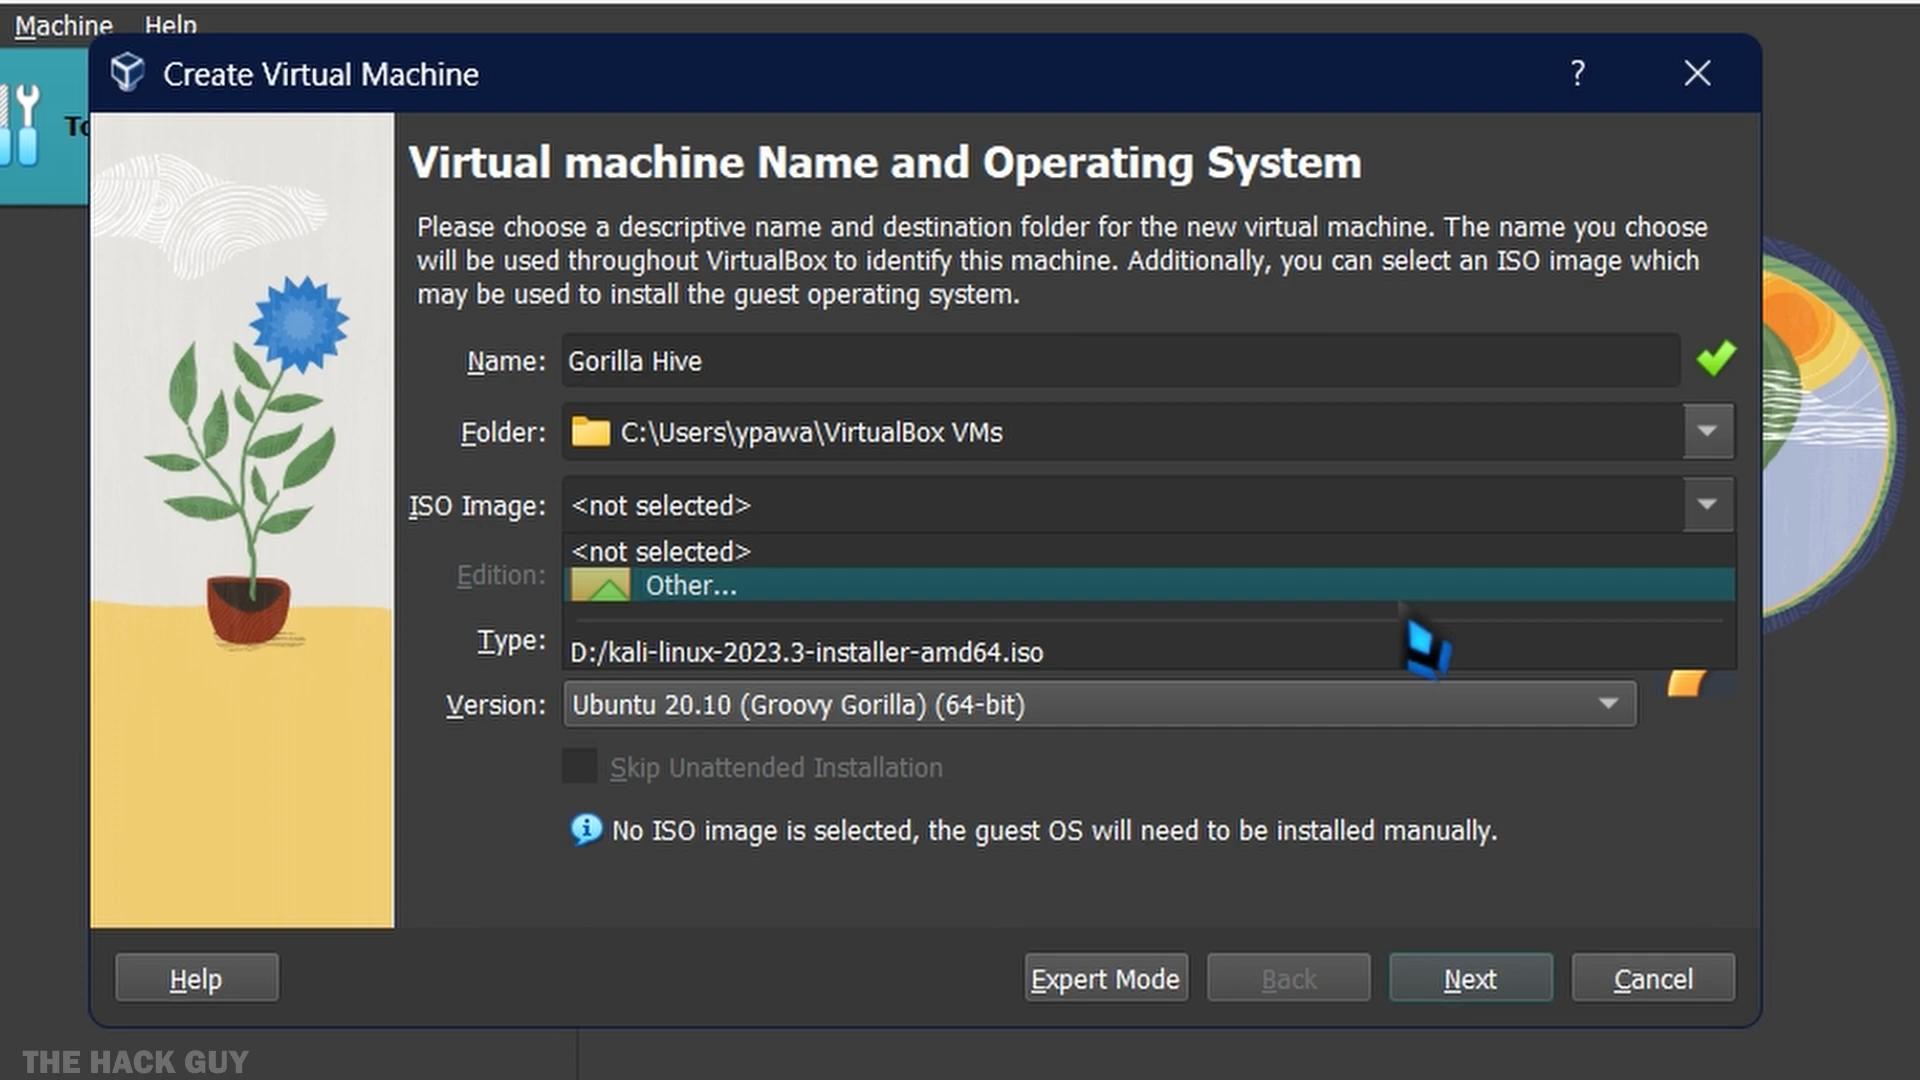 Machine Help
To
Create Virtual Machine ?
Virtual machine Name and Operating System
Please choose a descriptive name and destination folder for the new virtual machine. The name you choose
will be used throughout VirtualBox to identify this machine. Additionally, you can select an ISO image which
may be used to install the guest operating system.
Name: Gorilla Hive
Folder: C:\Users\ypawa\VirtualBox VMs
ISO Image: <not selected>
<not selected>
Edition: Other...
Type: D:/kali-linux-2023.3-installer-amd64.iso
Version: Ubuntu 20.10 (Groovy Gorilla) (64-bit)
Skip Unattended Installation
No ISO image is selected, the guest OS will need to be installed manually.
Help Expert Mode Back Next Cancel
THE HACK GUY